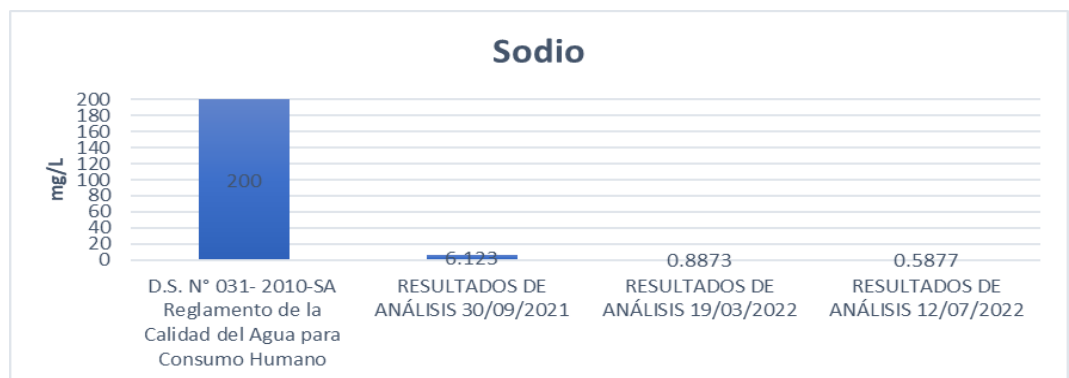 Sodio
mg/L
200
180
160
140
120
100
80
60
40
20
0
200
6.123
0.8873
0.5877
D.S. N° 031- 2010-SA
Reglamento de la
Calidad del Agua para
Consumo Humano
RESULTADOS DE
ANÁLISIS 30/09/2021
RESULTADOS DE
ANÁLISIS 19/03/2022
RESULTADOS DE
ANÁLISIS 12/07/2022